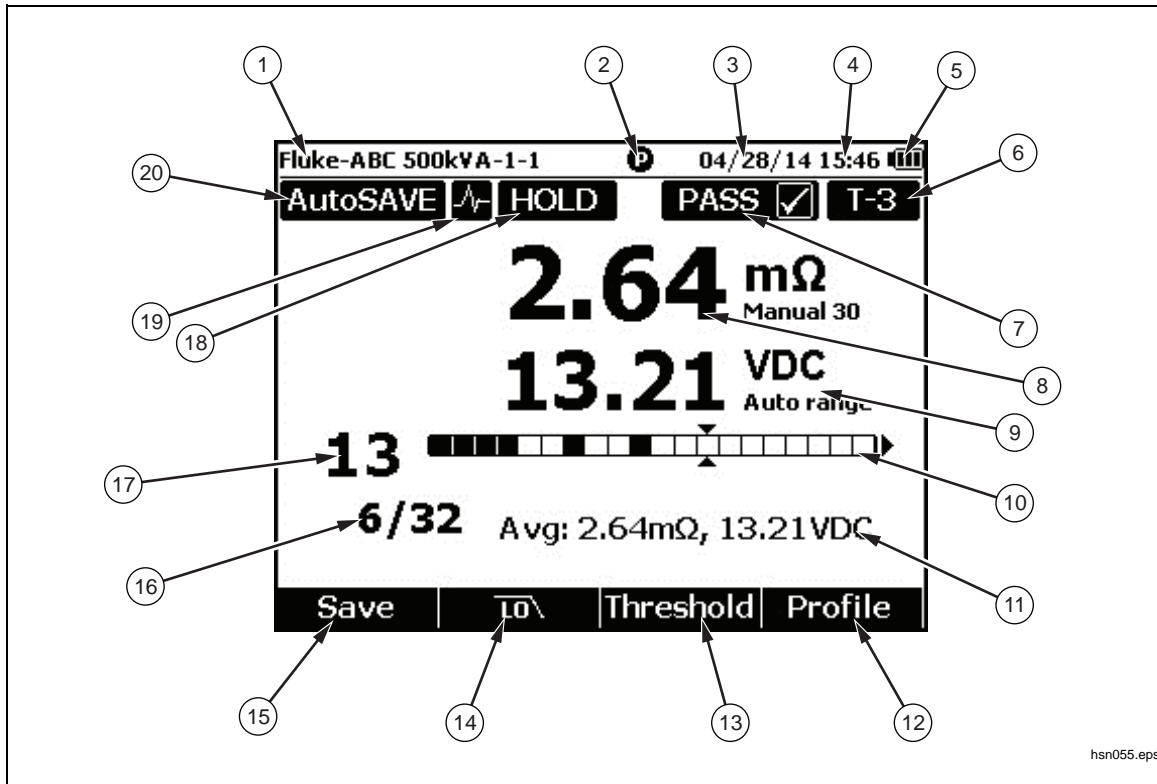 1 2 3 4 5
Fluke-ABC 500kVA-1-1 P 04/28/14 15:46
20 AutoSAVE HOLD PASS T-3 6
2.64 mΩ
Manual 30
19 18 7
13.21 VDC
Auto range
8
9
13
17 10
6/32 Avg: 2.64mΩ, 13.21VDC
16 11
Save LO Threshold Profile
15 14 13 12
hsn055.eps